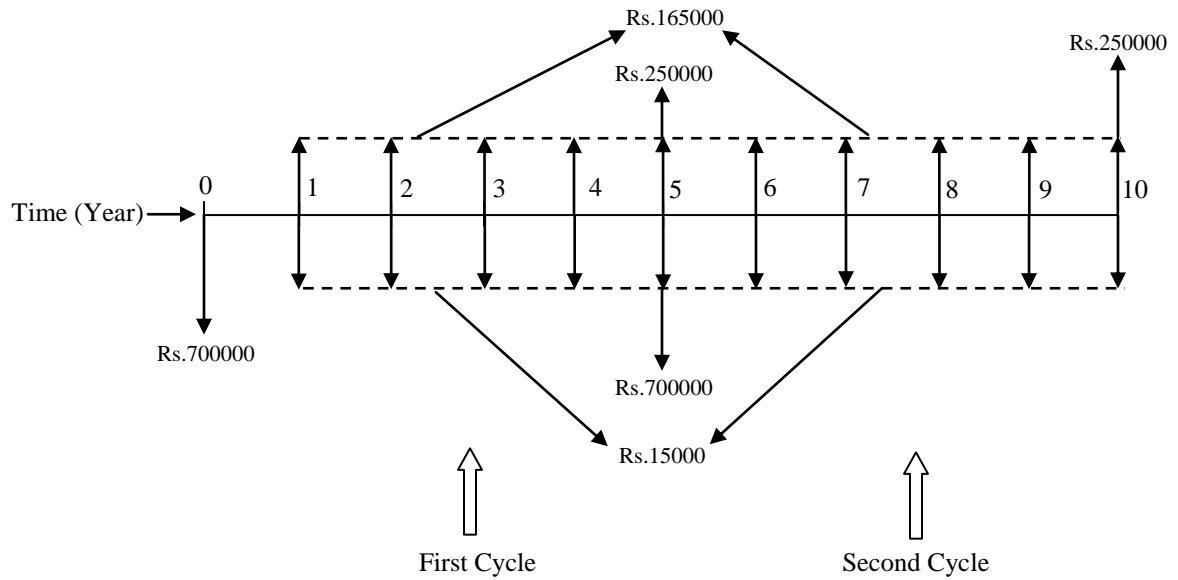 Rs.165000
Rs.250000
Rs.250000
0 1 2 3 4 5 6 7 8 9 10
Time (Year)
Rs.700000
Rs.700000
Rs.15000
First Cycle Second Cycle